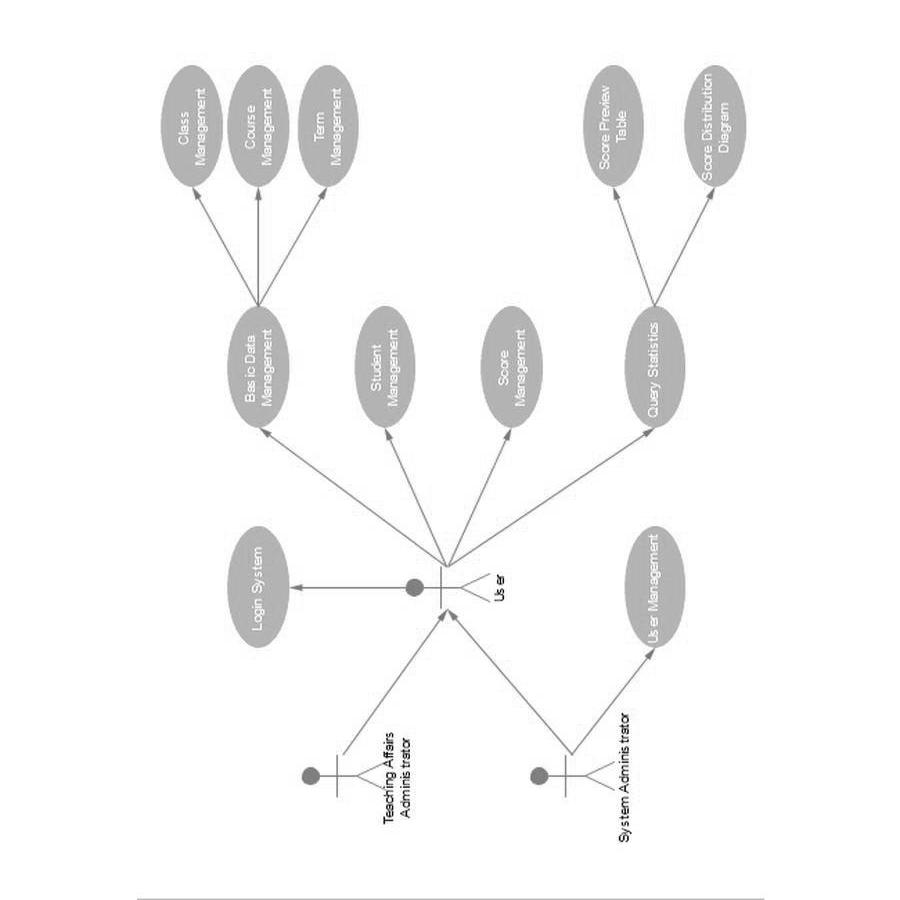 Class
Management
Course
Management
Term
Management
Score Preview
Table
Score Distribution
Diagram
Basic Data
Management
Student
Management
Score
Management
Query Statistics
Login System
User
User Management
Teaching Affairs
Administrator
System Administrator